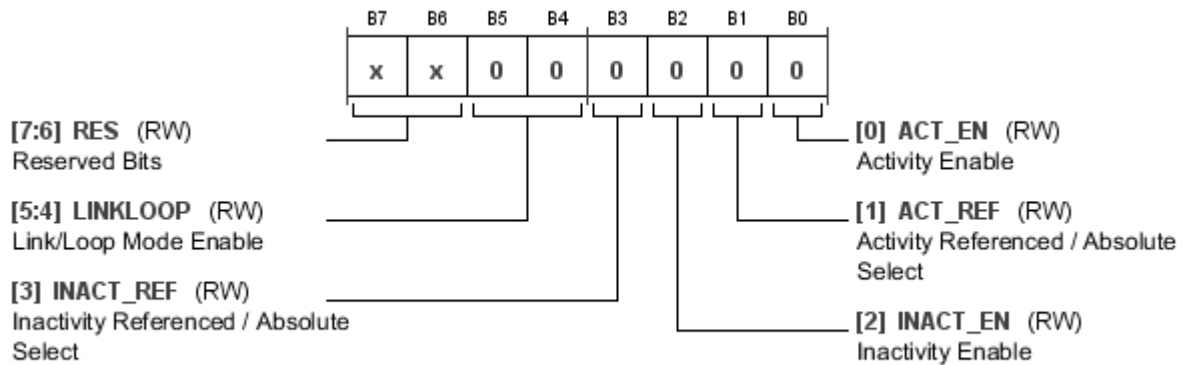 B7 B6 B5 B4 B3 B2 B1 B0
x x 0 0 0 0 0 0
[7:6] RES (RW)
Reserved Bits
[5:4] LINKLOOP (RW)
Link/Loop Mode Enable
[3] INACT_REF (RW)
Inactivity Referenced / Absolute
Select
[0] ACT_EN (RW)
Activity Enable
[1] ACT_REF (RW)
Activity Referenced / Absolute
Select
[2] INACT_EN (RW)
Inactivity Enable